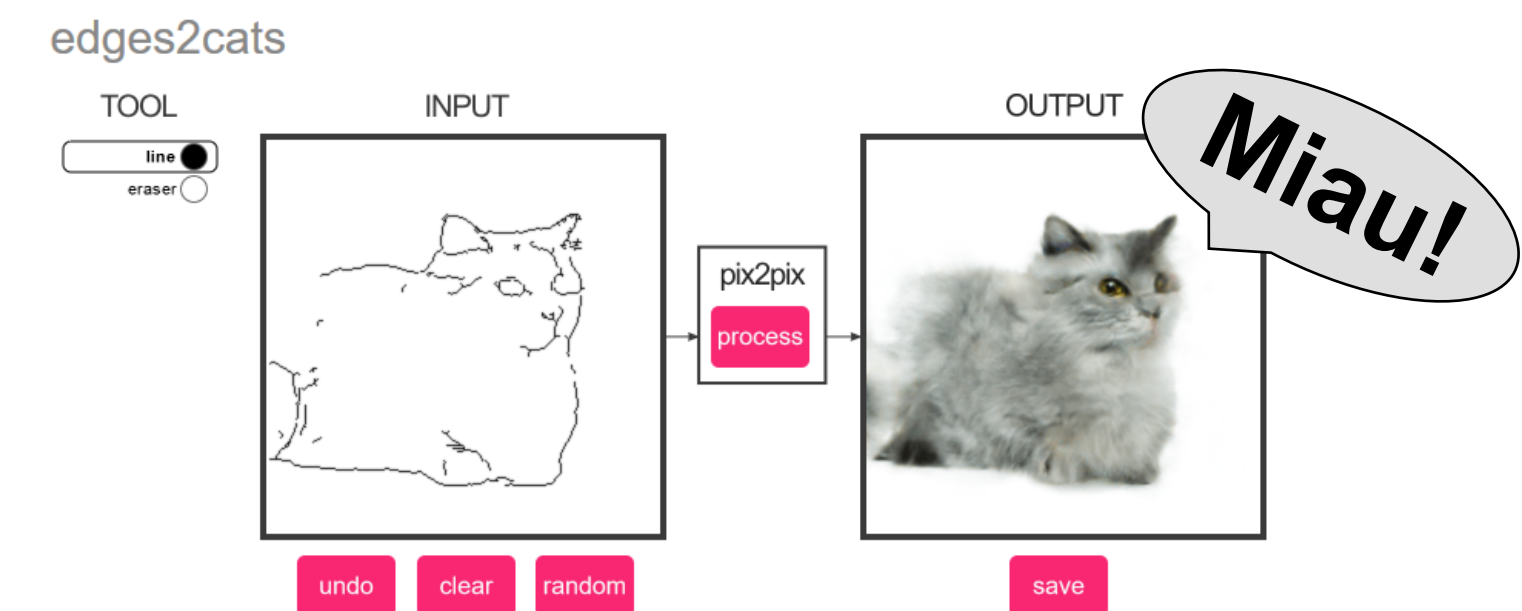 edges2cats
TOOL
INPUT
OUTPUT
Miau!
line
eraser
pix2pix
process
undo
clear
random
save